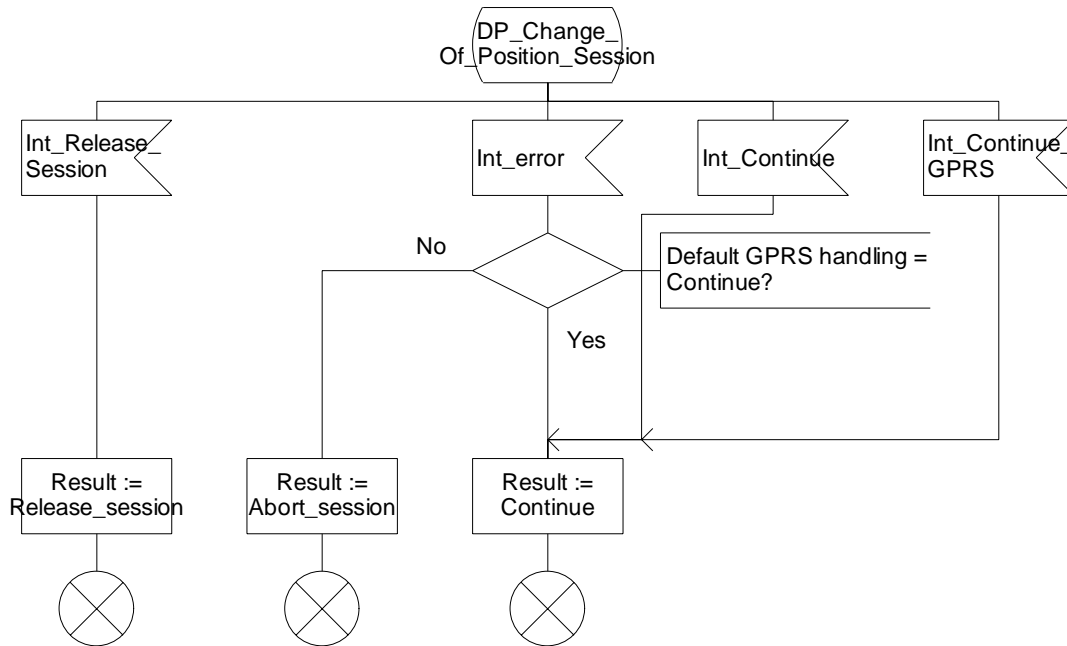 DP_Change_
Of_Position_Session
Int_Release_
Session
Int_error
Int_Continue
Int_Continue_
GPRS
No
Default GPRS handling =
Continue?
Yes
Result :=
Release_session
Result :=
Abort_session
Result :=
Continue